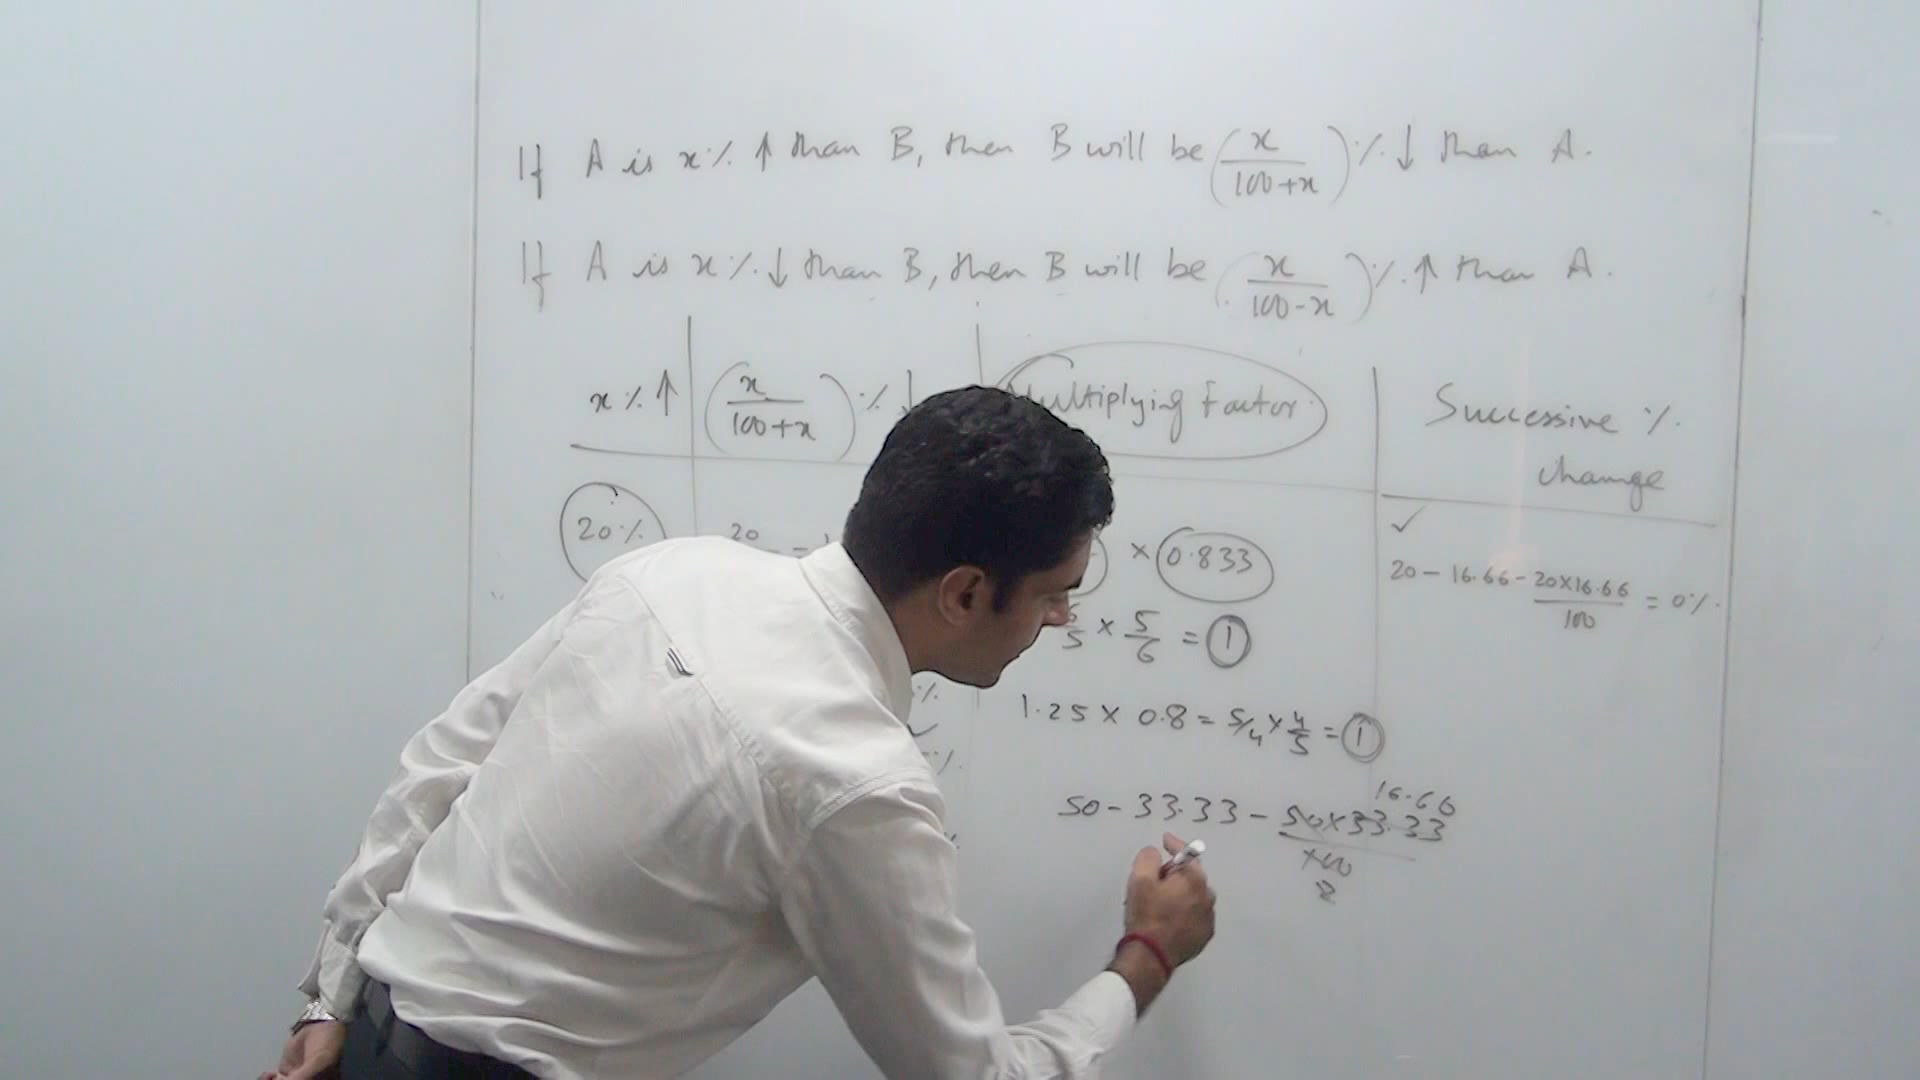 If A is x% ↑ than B, then B will be (x/(100+x))% ↓ than A.
If A is x% ↓ than B, then B will be (x/(100-x))% ↑ than A.
x% ↑ (x/(100+x))% ↓ Multiplying Factor Successive %
change
20% 20 × 0.833 ✓
20 - 16.66 - 20×16.66/100 = 0%.
/5 × 5/6 = 1
1.25 × 0.8 = 5/4 × 4/5 = 1
16.66
50 - 33.33 - 50×33.33/100
2